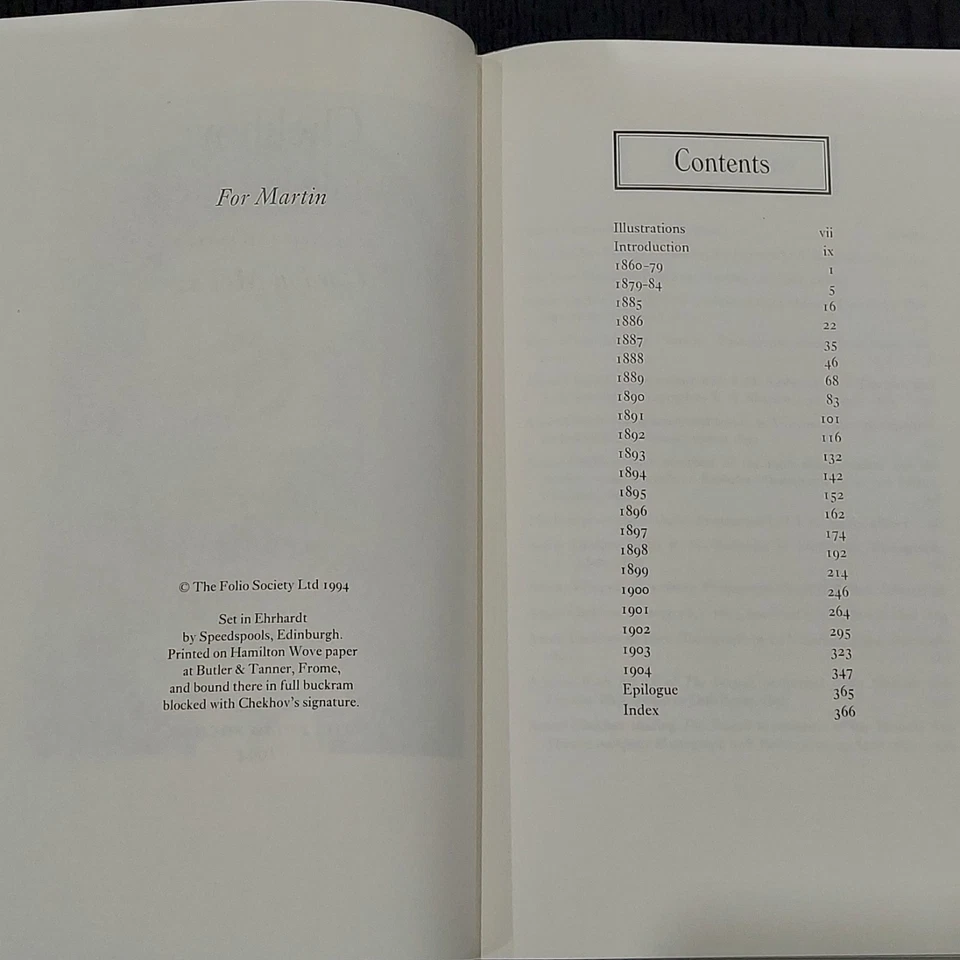 For Martin
© The Folio Society Ltd 1994
Set in Ehrhardt
by Speedspools, Edinburgh.
Printed on Hamilton Wove paper
at Butler & Tanner, Frome,
and bound there in full buckram
blocked with Chekhov's signature.
Contents
Illustrations vii
Introduction ix
1860–79 1
1879–84 5
1885 16
1886 22
1887 35
1888 46
1889 68
1890 83
1891 101
1892 116
1893 132
1894 142
1895 152
1896 162
1897 174
1898 192
1899 214
1900 246
1901 264
1902 295
1903 323
1904 347
Epilogue 365
Index 366